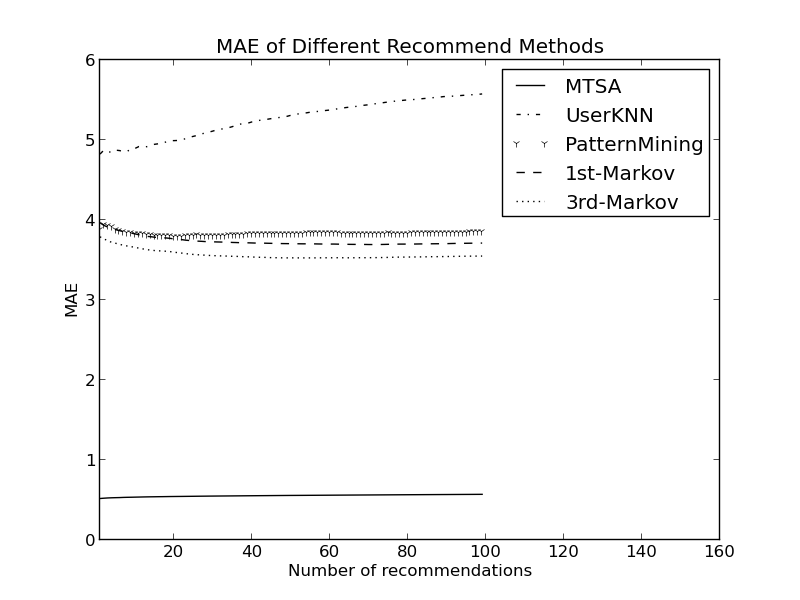 MAE of Different Recommend Methods
6
5
4
3
2
1
0
MAE
MTSA
UserKNN
PatternMining
1st-Markov
3rd-Markov
20 40 60 80 100 120 140 160
Number of recommendations